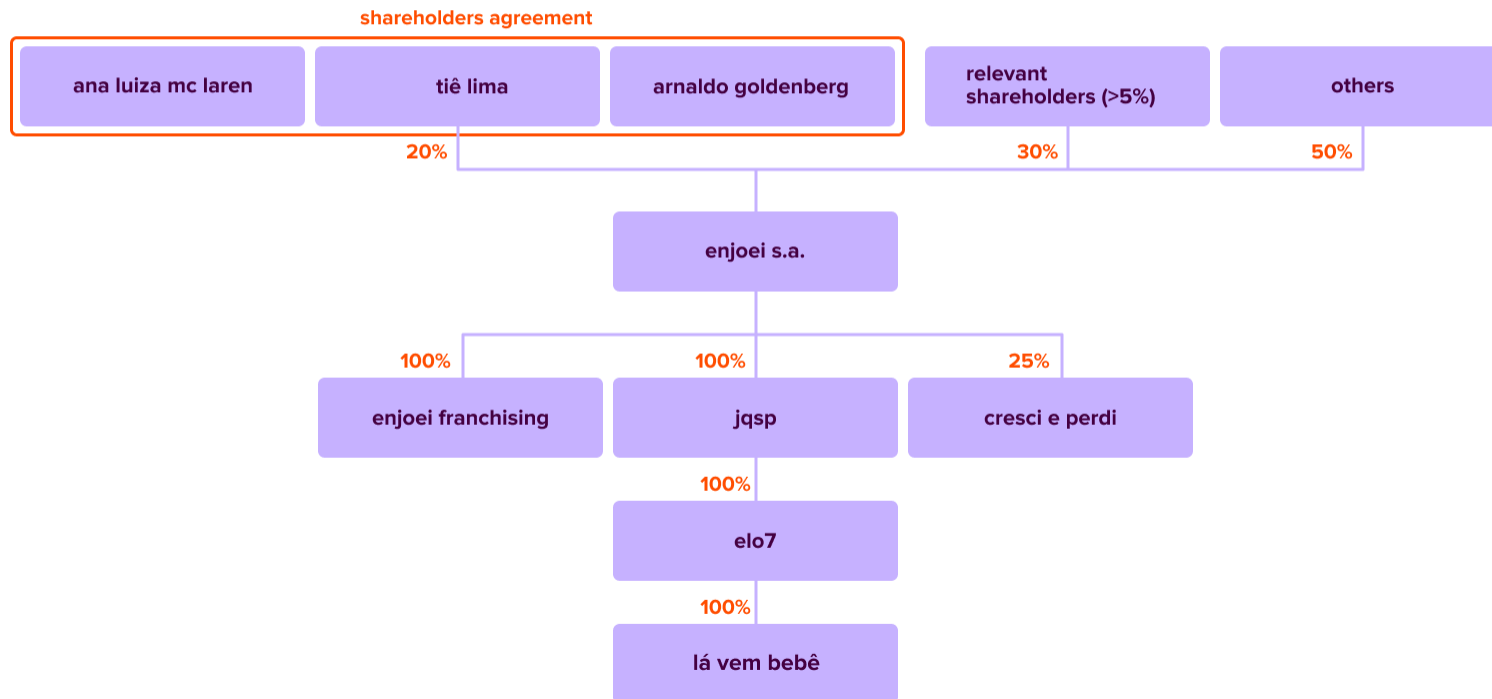 shareholders agreement
ana luiza mc laren
tiê lima
arnaldo goldenberg
relevant
shareholders (>5%)
others
20%
30%
50%
enjoei s.a.
100%
100%
25%
enjoei franchising
jqsp
cresci e perdi
100%
elo7
100%
lá vem bebê